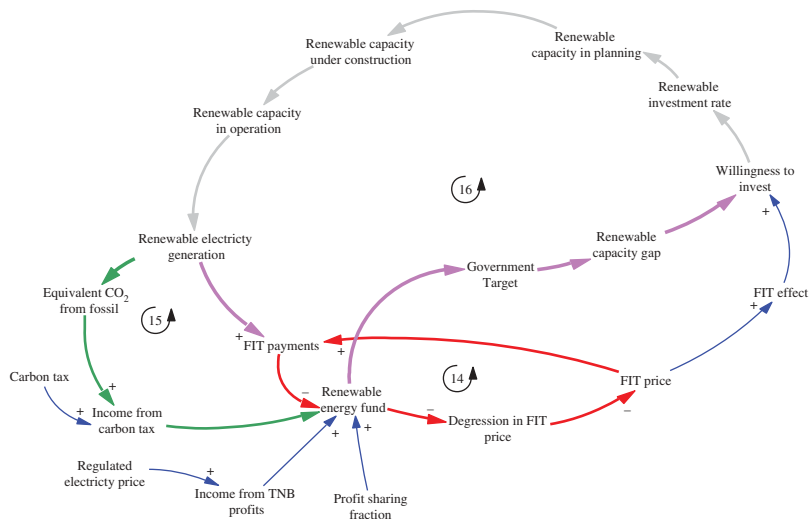 Renewable
capacity in planning
Renewable capacity
under construction
Renewable
investment rate
Renewable capacity
in operation
Willingness to
invest
+
16
Renewable electricty
generation
Renewable
capacity gap
Government
Target
FIT effect
+
Equivalent CO2
from fossil
15
+
FIT payments
+
14
Carbon tax
+
+
Income from
carbon tax
−
Renewable
energy fund
FIT price
−
−
Degression in FIT
price
+
+
Regulated
electricty price
+
Income from TNB
profits
Profit sharing
fraction